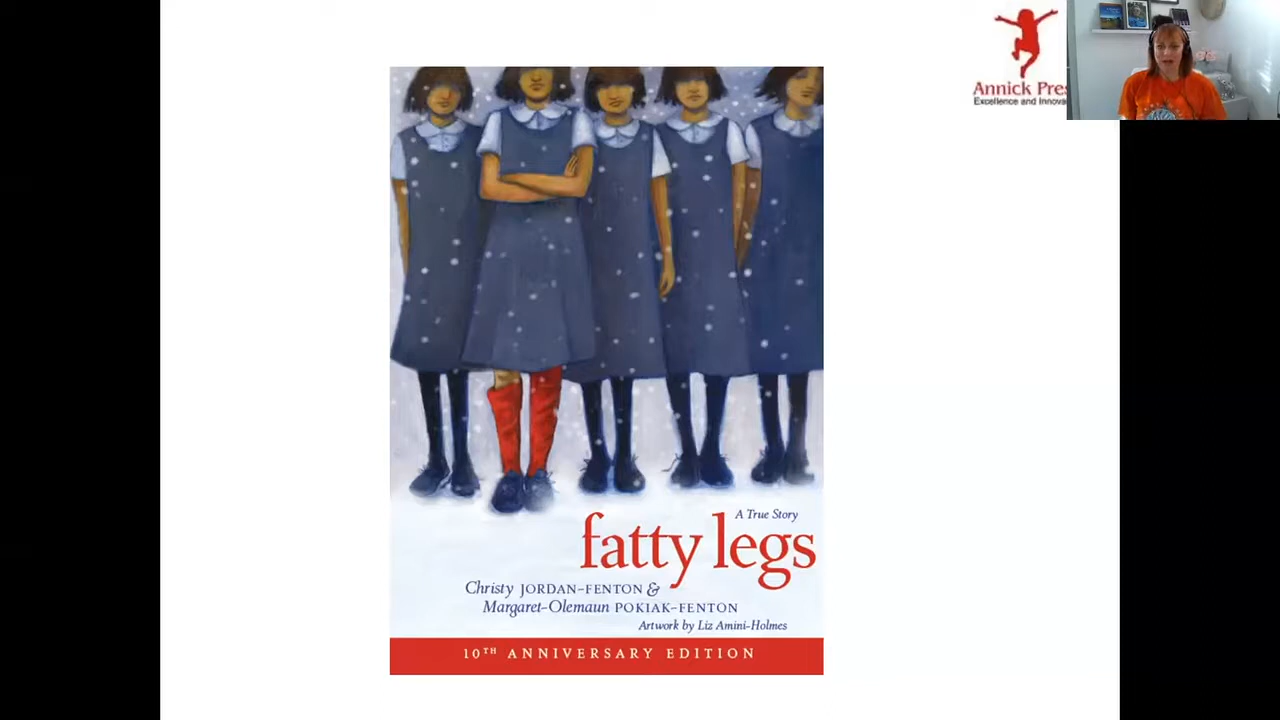 Annick Pres
Excellence and Innova
A True Story
fatty legs
Christy JORDAN-FENTON &
Margaret-Olemaun POKIAK-FENTON
Artwork by Liz Amini-Holmes
10TH ANNIVERSARY EDITION